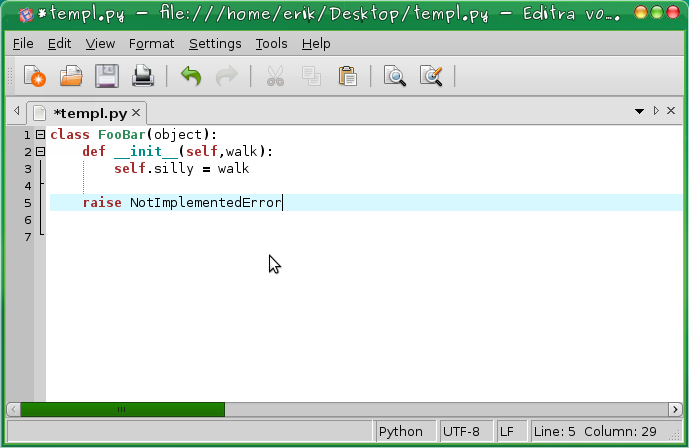 *templ.py – file:///home/erik/Desktop/templ.py – Editra v0....
File Edit View Format Settings Tools Help
*templ.py
1 class FooBar(object):
2 def __init__(self,walk):
3 self.silly = walk
4
5 raise NotImplementedError
6
7
Python UTF-8 LF Line: 5 Column: 29